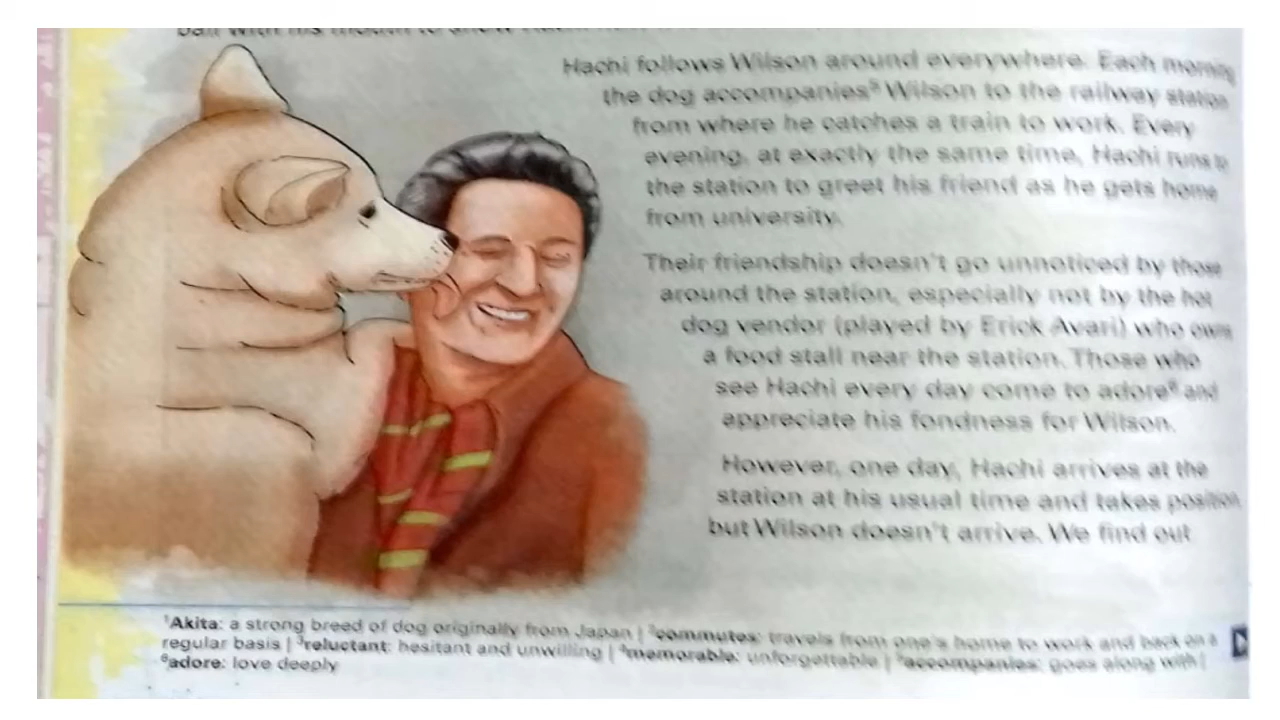 ball with his mouth to show Hachi
Hachi follows Wilson around everywhere. Each morning
the dog accompanies⁵ Wilson to the railway station
from where he catches a train to work. Every
evening, at exactly the same time, Hachi runs to
the station to greet his friend as he gets home
from university.
Their friendship doesn't go unnoticed by those
around the station, especially not by the hot
dog vendor (played by Erick Avari) who owns
a food stall near the station. Those who
see Hachi every day come to adore⁶ and
appreciate his fondness for Wilson.
However, one day, Hachi arrives at the
station at his usual time and takes position,
but Wilson doesn't arrive. We find out
¹Akita: a strong breed of dog originally from Japan | ²commutes: travels from one's home to work and back on a
regular basis | ³reluctant: hesitant and unwilling | ⁴memorable: unforgettable | ⁵accompanies: goes along with |
⁶adore: love deeply